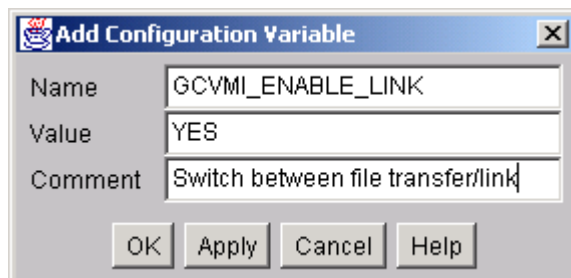 Add Configuration Variable
Name GCVMI_ENABLE_LINK
Value YES
Comment Switch between file transfer/link
OK Apply Cancel Help